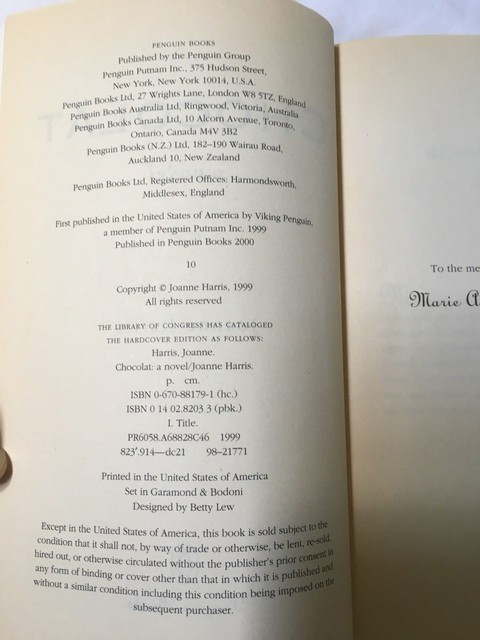 PENGUIN BOOKS
Published by the Penguin Group
Penguin Putnam Inc., 375 Hudson Street,
New York, New York 10014, U.S.A.
Penguin Books Ltd, 27 Wrights Lane, London W8 5TZ, England
Penguin Books Australia Ltd, Ringwood, Victoria, Australia
Penguin Books Canada Ltd, 10 Alcorn Avenue, Toronto,
Ontario, Canada M4V 3B2
Penguin Books (N.Z.) Ltd, 182–190 Wairau Road,
Auckland 10, New Zealand
Penguin Books Ltd, Registered Offices: Harmondsworth,
Middlesex, England
First published in the United States of America by Viking Penguin,
a member of Penguin Putnam Inc. 1999
Published in Penguin Books 2000
10
Copyright © Joanne Harris, 1999
All rights reserved
THE LIBRARY OF CONGRESS HAS CATALOGED
THE HARDCOVER EDITION AS FOLLOWS:
Harris, Joanne.
Chocolat: a novel/Joanne Harris.
p. cm.
ISBN 0-670-88179-1 (hc.)
ISBN 0 14 02.8203 3 (pbk.)
I. Title.
PR6058.A68828C46 1999
823'.914—dc21 98–21771
Printed in the United States of America
Set in Garamond & Bodoni
Designed by Betty Lew
Except in the United States of America, this book is sold subject to the
condition that it shall not, by way of trade or otherwise, be lent, re-sold,
hired out, or otherwise circulated without the publisher's prior consent in
any form of binding or cover other than that in which it is published and
without a similar condition including this condition being imposed on the
subsequent purchaser.
To the me
Marie A